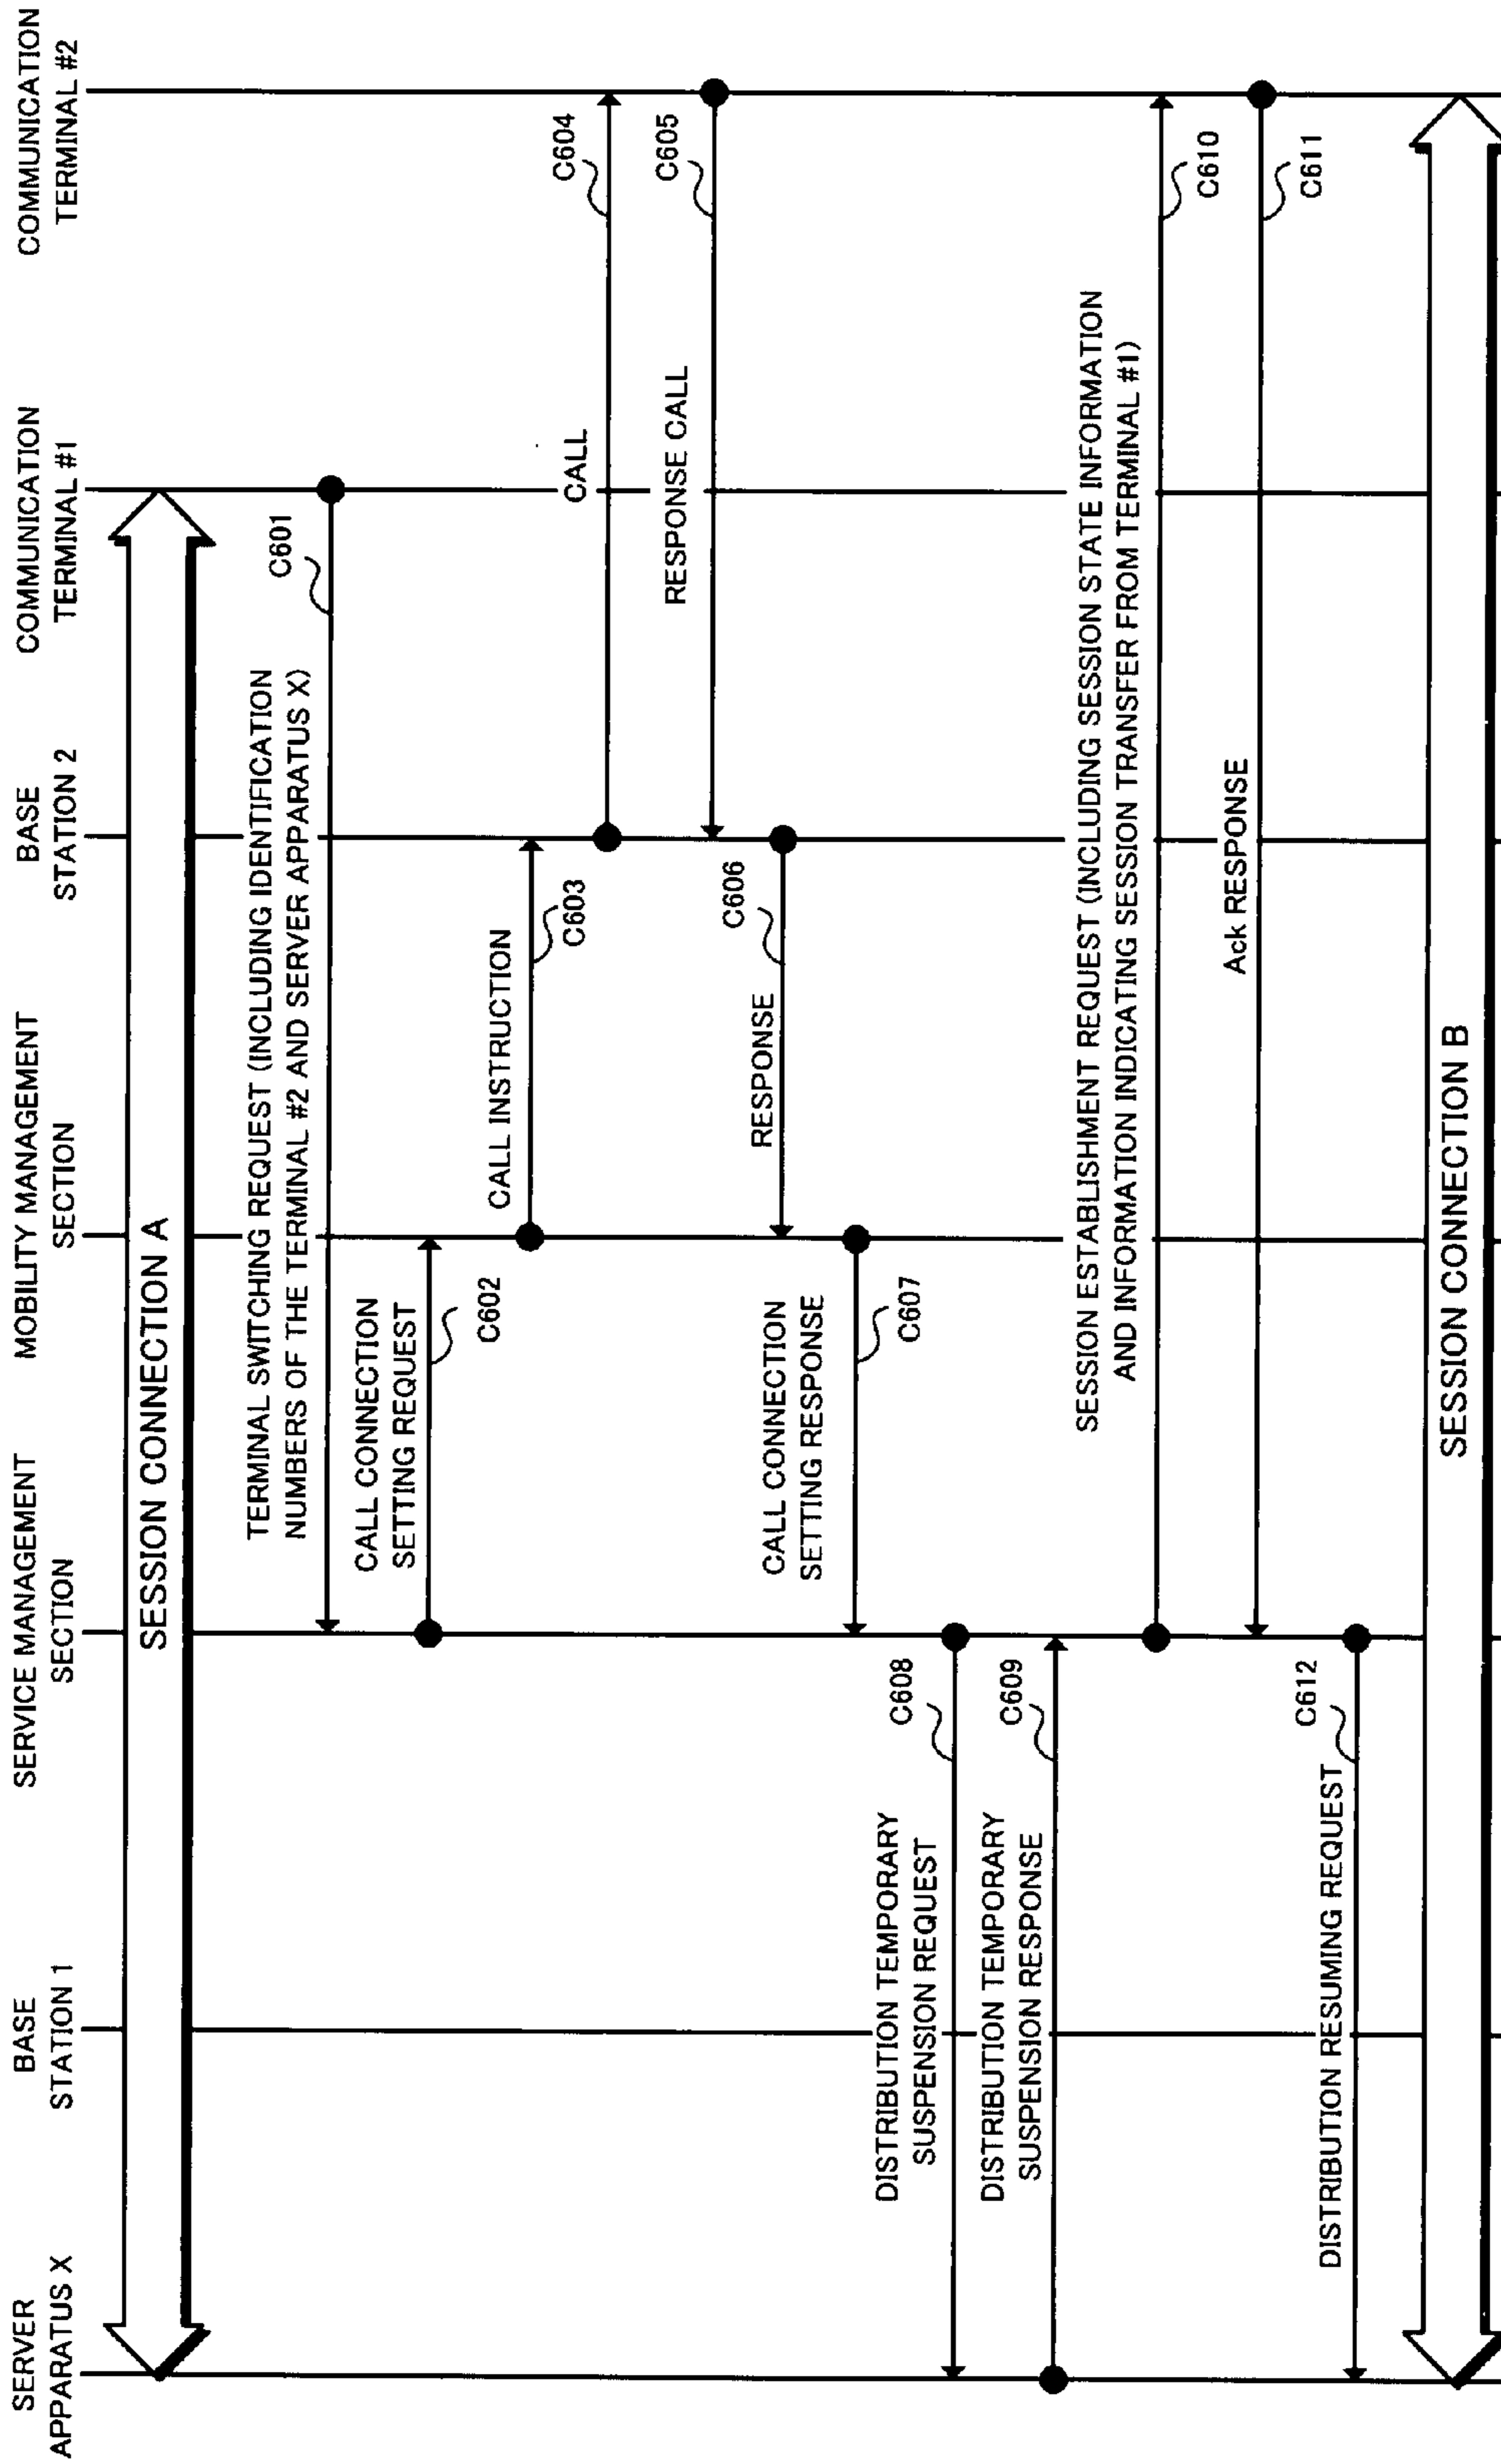 SERVER
APPARATUS X
BASE
STATION 1
SERVICE MANAGEMENT
SECTION
MOBILITY MANAGEMENT
SECTION
BASE
STATION 2
COMMUNICATION
TERMINAL #1
COMMUNICATION
TERMINAL #2
SESSION CONNECTION A
TERMINAL SWITCHING REQUEST (INCLUDING IDENTIFICATION
NUMBERS OF THE TERMINAL #2 AND SERVER APPARATUS X)
C601
CALL CONNECTION
SETTING REQUEST
C602
CALL INSTRUCTION
C603
CALL
C604
RESPONSE CALL
C605
RESPONSE
C606
CALL CONNECTION
SETTING RESPONSE
C607
DISTRIBUTION TEMPORARY
SUSPENSION REQUEST
C608
DISTRIBUTION TEMPORARY
SUSPENSION RESPONSE
C609
SESSION ESTABLISHMENT REQUEST (INCLUDING SESSION STATE INFORMATION
AND INFORMATION INDICATING SESSION TRANSFER FROM TERMINAL #1)
C610
Ack RESPONSE
C611
DISTRIBUTION RESUMING REQUEST
C612
SESSION CONNECTION B